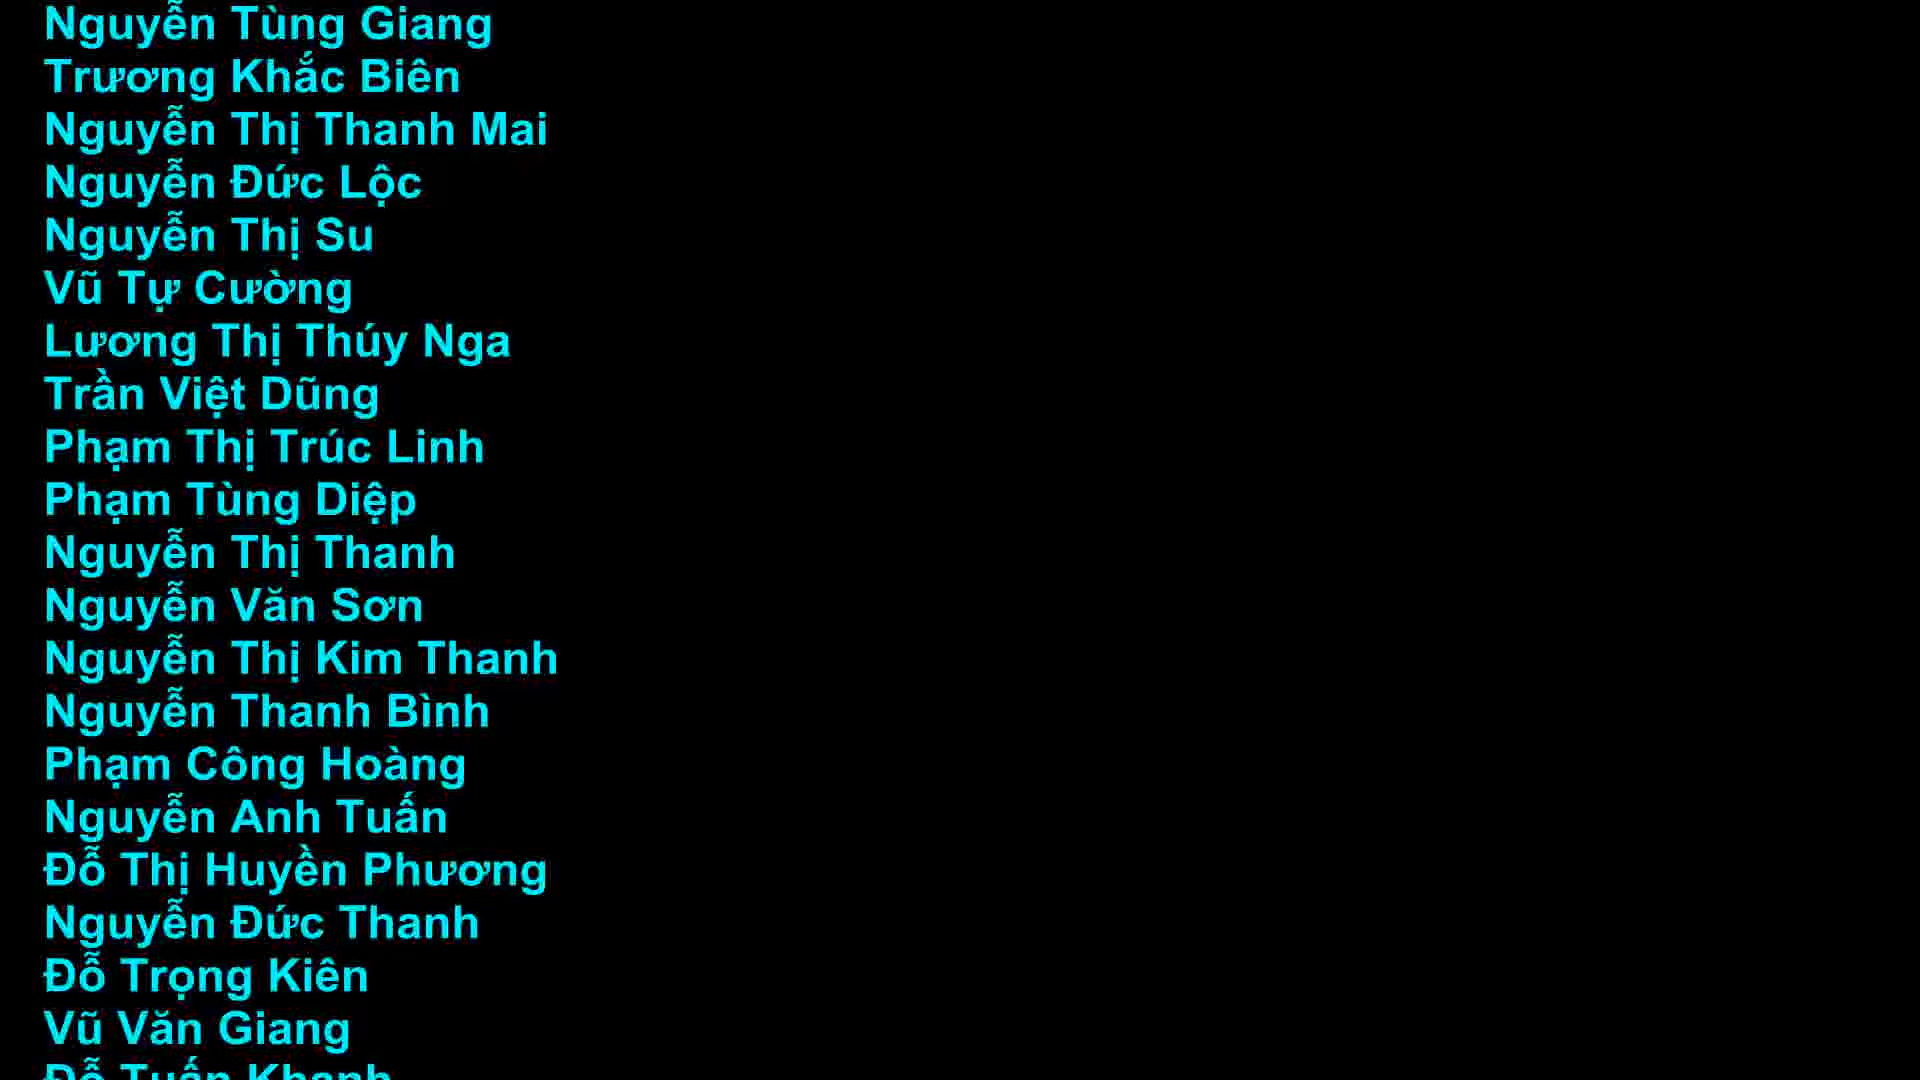 Nguyễn Tùng Giang
Trương Khắc Biên
Nguyễn Thị Thanh Mai
Nguyễn Đức Lộc
Nguyễn Thị Su
Vũ Tự Cường
Lương Thị Thúy Nga
Trần Việt Dũng
Phạm Thị Trúc Linh
Phạm Tùng Diệp
Nguyễn Thị Thanh
Nguyễn Văn Sơn
Nguyễn Thị Kim Thanh
Nguyễn Thanh Bình
Phạm Công Hoàng
Nguyễn Anh Tuấn
Đỗ Thị Huyền Phương
Nguyễn Đức Thanh
Đỗ Trọng Kiên
Vũ Văn Giang
Đỗ Tuấn Khanh